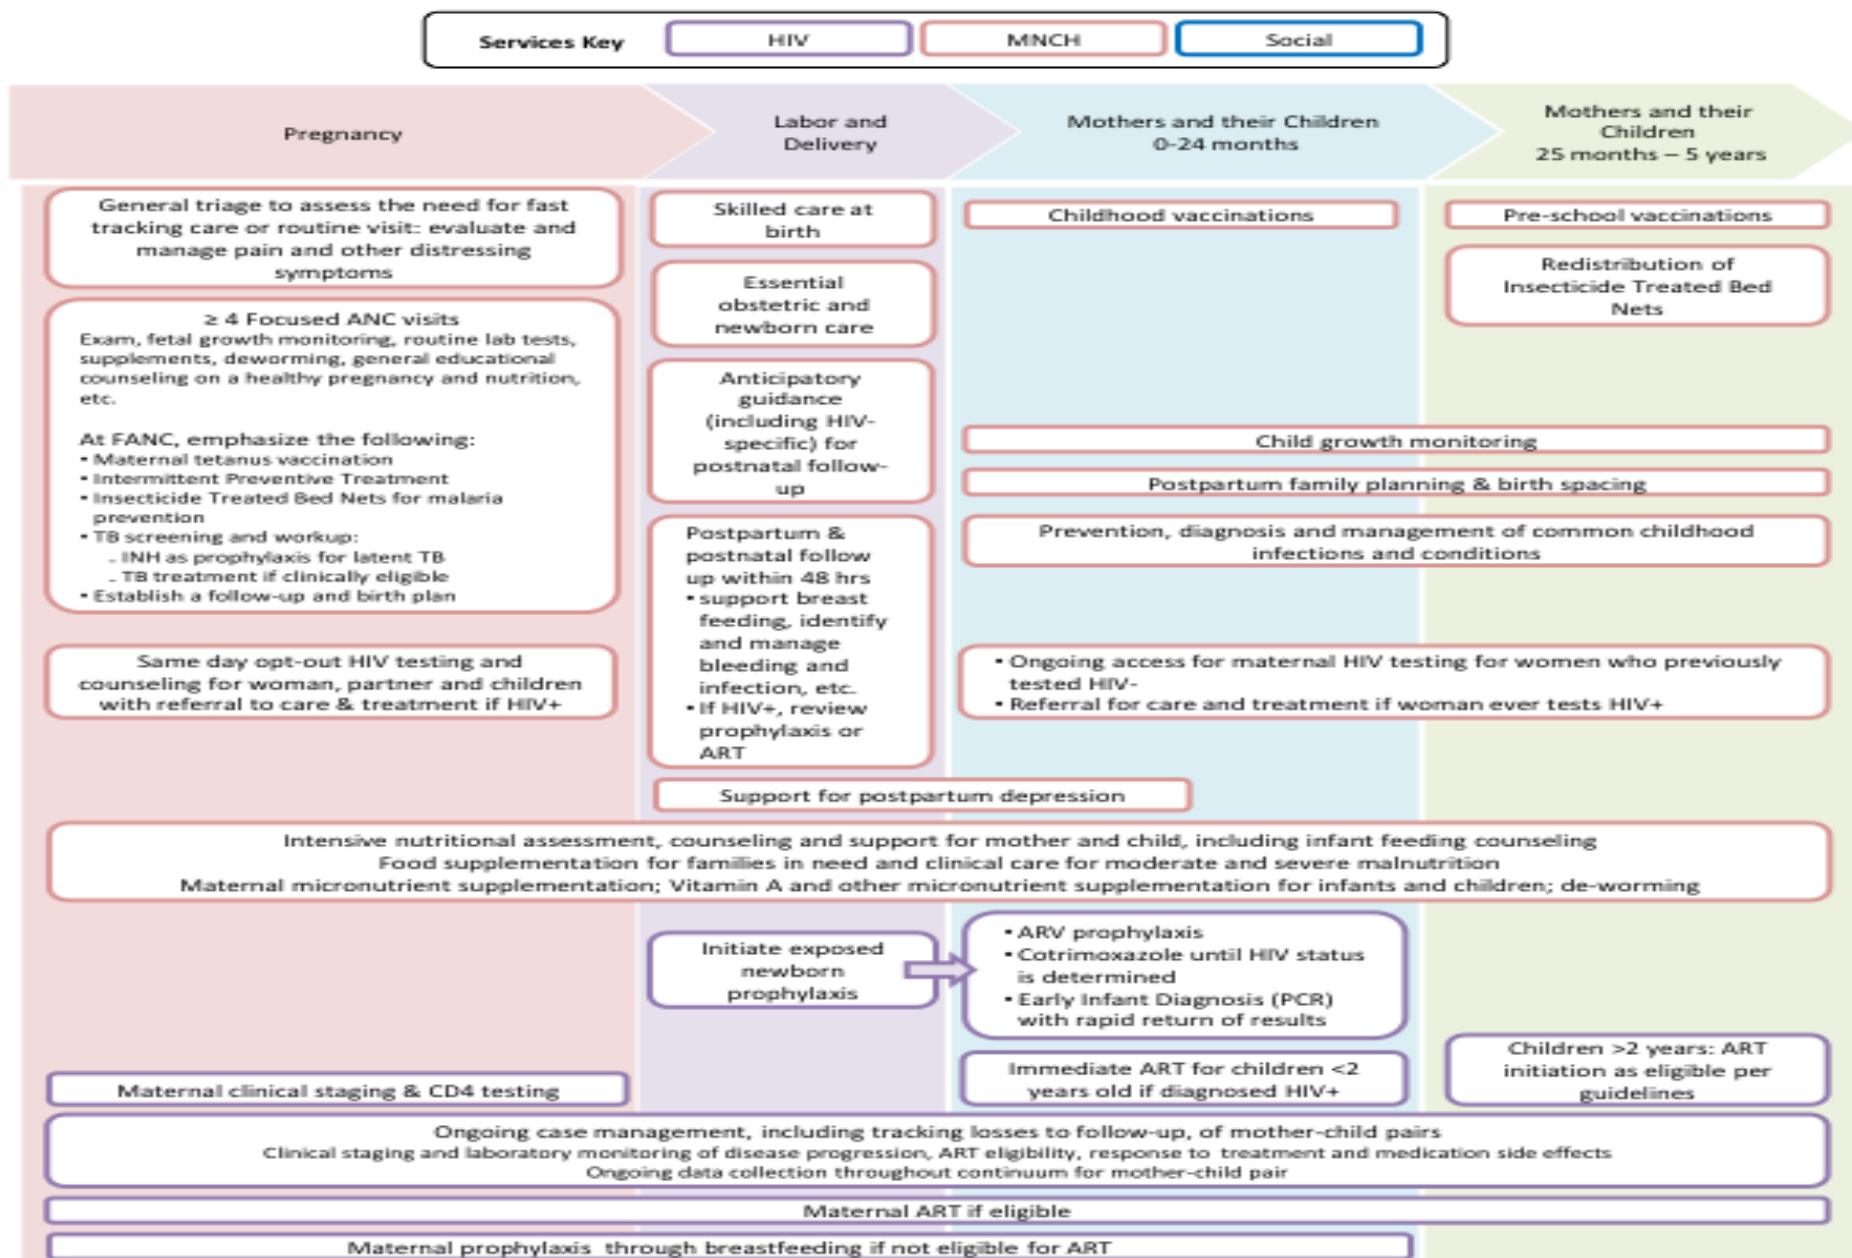 Services Key
HIV
MNCH
Social
Pregnancy
Labor and
Delivery
Mothers and their Children
0-24 months
Mothers and their
Children
25 months – 5 years
General triage to assess the need for fast
tracking care or routine visit: evaluate and
manage pain and other distressing
symptoms
≥ 4 Focused ANC visits
Exam, fetal growth monitoring, routine lab tests,
supplements, deworming, general educational
counseling on a healthy pregnancy and nutrition,
etc.
At FANC, emphasize the following:
▪ Maternal tetanus vaccination
▪ Intermittent Preventive Treatment
▪ Insecticide Treated Bed Nets for malaria
prevention
▪ TB screening and workup:
- INH as prophylaxis for latent TB
- TB treatment if clinically eligible
▪ Establish a follow-up and birth plan
Same day opt-out HIV testing and
counseling for woman, partner and children
with referral to care & treatment if HIV+
Skilled care at
birth
Essential
obstetric and
newborn care
Anticipatory
guidance
(including HIV-
specific) for
postnatal follow-
up
Postpartum &
postnatal follow
up within 48 hrs
▪ support breast
feeding, identify
and manage
bleeding and
infection, etc.
▪ If HIV+, review
prophylaxis or
ART
Childhood vaccinations
Pre-school vaccinations
Redistribution of
Insecticide Treated Bed
Nets
Child growth monitoring
Postpartum family planning & birth spacing
Prevention, diagnosis and management of common childhood
infections and conditions
▪ Ongoing access for maternal HIV testing for women who previously
tested HIV-
▪ Referral for care and treatment if woman ever tests HIV+
Support for postpartum depression
Intensive nutritional assessment, counseling and support for mother and child, including infant feeding counseling
Food supplementation for families in need and clinical care for moderate and severe malnutrition
Maternal micronutrient supplementation; Vitamin A and other micronutrient supplementation for infants and children; de-worming
Initiate exposed
newborn
prophylaxis
▪ ARV prophylaxis
▪ Cotrimoxazole until HIV status
is determined
▪ Early Infant Diagnosis (PCR)
with rapid return of results
Maternal clinical staging & CD4 testing
Immediate ART for children <2
years old if diagnosed HIV+
Children >2 years: ART
initiation as eligible per
guidelines
Ongoing case management, including tracking losses to follow-up, of mother-child pairs
Clinical staging and laboratory monitoring of disease progression, ART eligibility, response to treatment and medication side effects
Ongoing data collection throughout continuum for mother-child pair
Maternal ART if eligible
Maternal prophylaxis through breastfeeding if not eligible for ART